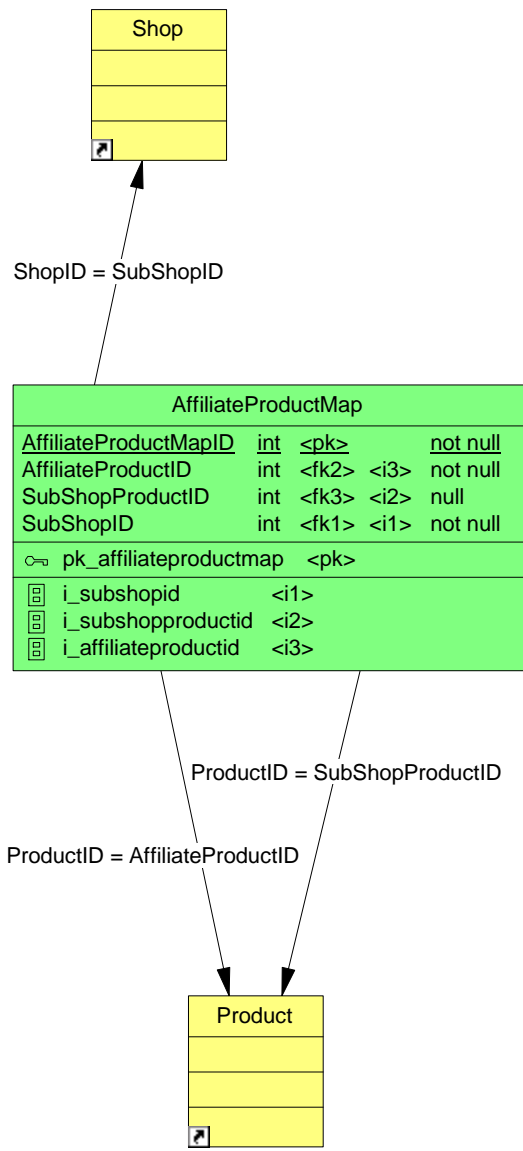 Shop
ShopID = SubShopID
AffiliateProductMap
AffiliateProductMapID int <pk> not null
AffiliateProductID int <fk2> <i3> not null
SubShopProductID int <fk3> <i2> null
SubShopID int <fk1> <i1> not null
pk_affiliateproductmap <pk>
i_subshopid <i1>
i_subshopproductid <i2>
i_affiliateproductid <i3>
ProductID = SubShopProductID
ProductID = AffiliateProductID
Product